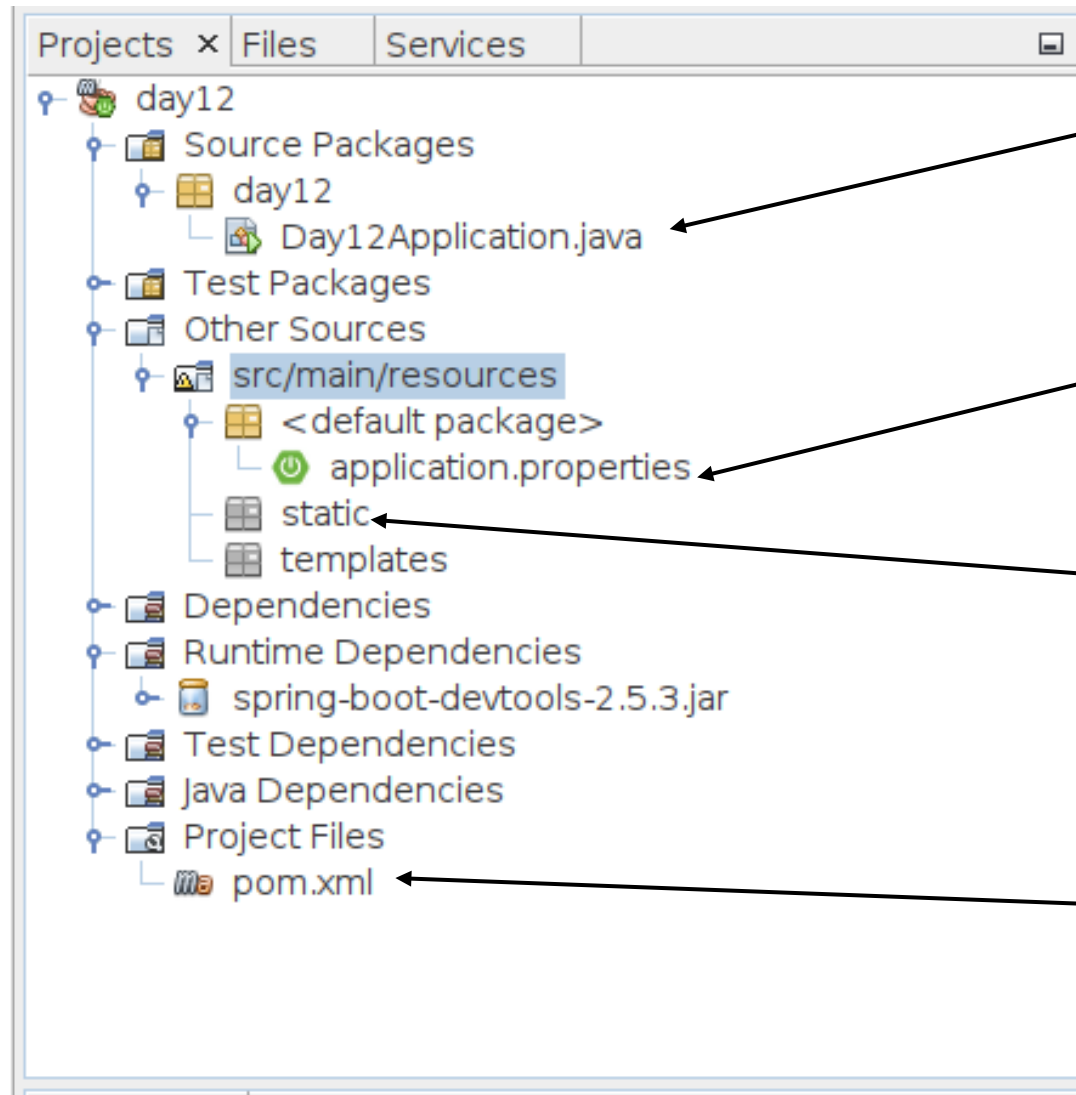 Projects Files Services
day12
Source Packages
day12
Day12Application.java
Test Packages
Other Sources
src/main/resources
<default package>
application.properties
static
templates
Dependencies
Runtime Dependencies
spring-boot-devtools-2.5.3.jar
Test Dependencies
Java Dependencies
Project Files
pom.xml